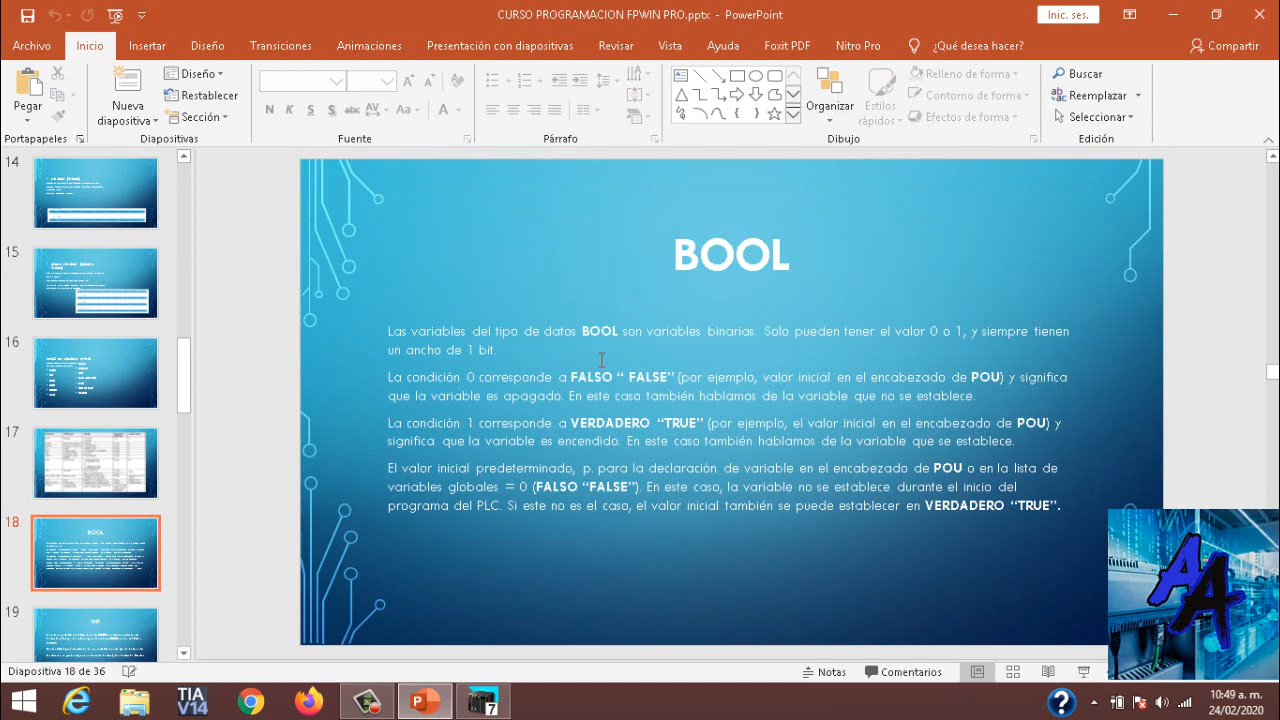 CURSO PROGRAMACION FPWIN PRO.pptx - PowerPoint
Inic. ses.
Archivo Inicio Insertar Diseño Transiciones Animaciones Presentación con diapositivas Revisar Vista Ayuda Foxit PDF Nitro Pro ¿Qué desea hacer? Compartir
Pegar
Nueva diapositiva
Diseño
Restablecer
Sección
N K S S abc AV Aa A
Organizar
Estilos rápidos
Relleno de forma
Contorno de forma
Efectos de forma
Buscar
Reemplazar
Seleccionar
Portapapeles Diapositivas Fuente Párrafo Dibujo Edición
14
15
16
17
18
BOOL
19
INT
BOOL
Las variables del tipo de datos BOOL son variables binarias. Solo pueden tener el valor 0 o 1, y siempre tienen
un ancho de 1 bit.
La condición 0 corresponde a FALSO “ FALSE” (por ejemplo, valor inicial en el encabezado de POU) y significa
que la variable es apagado. En este caso también hablamos de la variable que no se establece.
La condición 1 corresponde a VERDADERO “TRUE” (por ejemplo, el valor inicial en el encabezado de POU) y
significa que la variable es encendido. En este caso también hablamos de la variable que se establece.
El valor inicial predeterminado, p. para la declaración de variable en el encabezado de POU o en la lista de
variables globales = 0 (FALSO “FALSE”). En este caso, la variable no se establece durante el inicio del
programa del PLC. Si este no es el caso, el valor inicial también se puede establecer en VERDADERO “TRUE”.
AA
Diapositiva 18 de 36
Notas Comentarios
TIA
V14
7
10:49 a. m.
24/02/2020